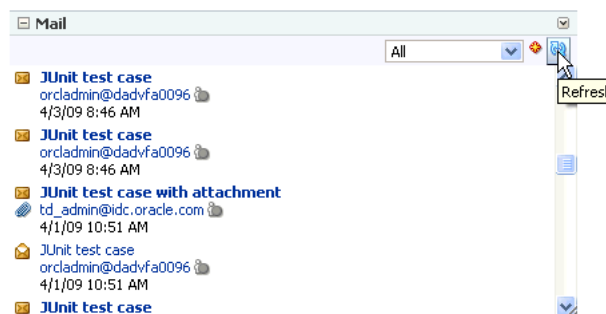 Mail
All
Refresh
JUnit test case
orcladmin@dadvfa0096
4/3/09 8:46 AM
JUnit test case
orcladmin@dadvfa0096
4/3/09 8:46 AM
JUnit test case with attachment
td_admin@idc.oracle.com
4/1/09 10:51 AM
JUnit test case
orcladmin@dadvfa0096
4/1/09 10:51 AM
JUnit test case